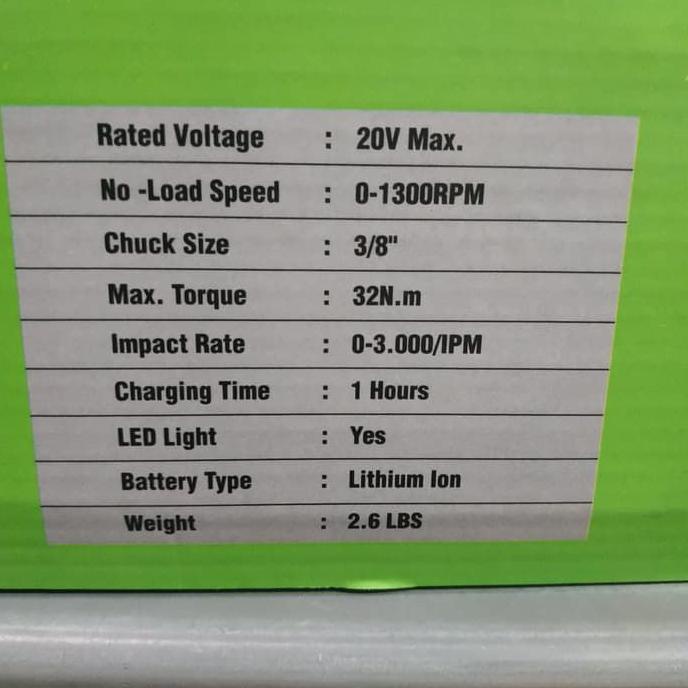 Rated Voltage : 20V Max.
No -Load Speed : 0-1300RPM
Chuck Size : 3/8"
Max. Torque : 32N.m
Impact Rate : 0-3.000/IPM
Charging Time : 1 Hours
LED Light : Yes
Battery Type : Lithium Ion
Weight : 2.6 LBS